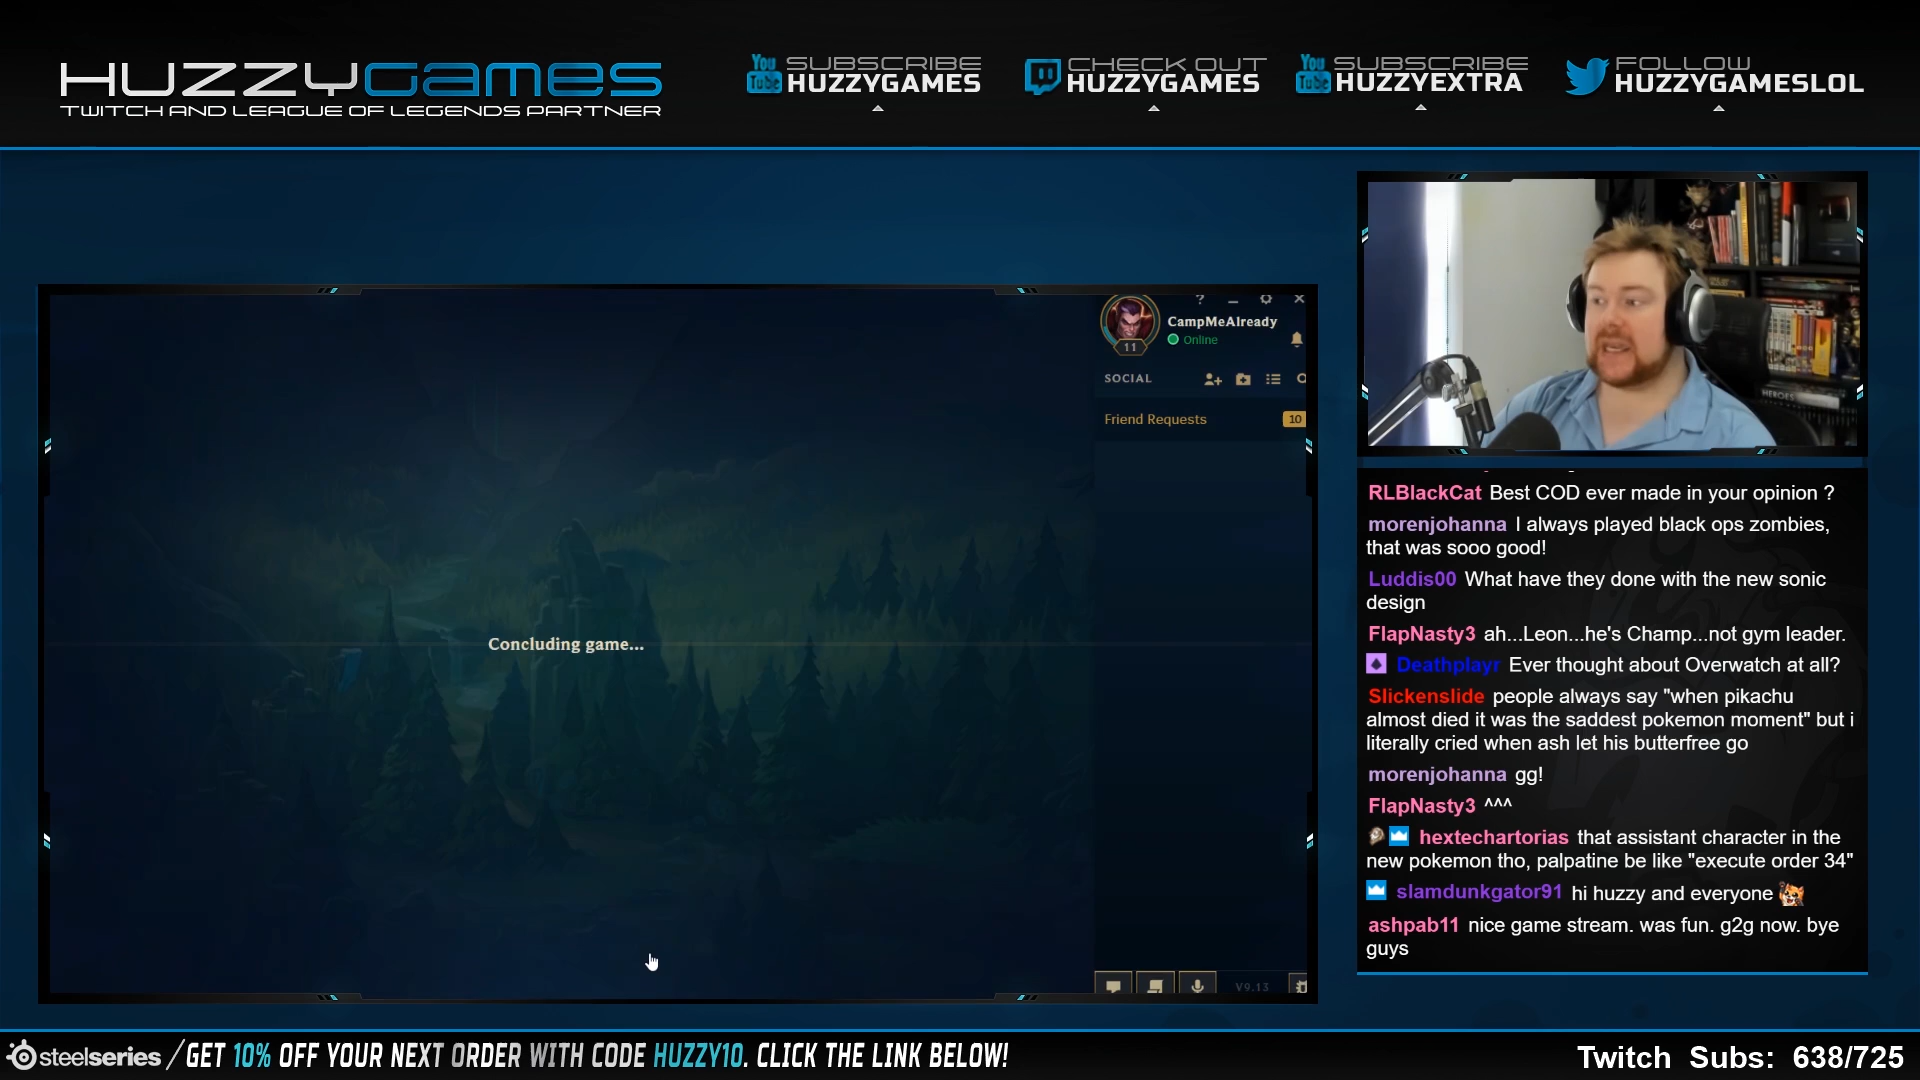 HUZZYGAMES
TWITCH AND LEAGUE OF LEGENDS PARTNER
You Tube SUBSCRIBE
HUZZYGAMES
CHECK OUT
HUZZYGAMES
You Tube SUBSCRIBE
HUZZYEXTRA
FOLLOW
HUZZYGAMESLOL
?
CampMeAlready
Online
11
SOCIAL
Friend Requests 10
Concluding game...
V9.13
HEROES
RLBlackCat Best COD ever made in your opinion ?
morenjohanna I always played black ops zombies,
that was sooo good!
Luddis00 What have they done with the new sonic
design
FlapNasty3 ah...Leon...he's Champ...not gym leader.
Deathplayr Ever thought about Overwatch at all?
Slickenslide people always say "when pikachu
almost died it was the saddest pokemon moment" but i
literally cried when ash let his butterfree go
morenjohanna gg!
FlapNasty3 ^^^
hextechartorias that assistant character in the
new pokemon tho, palpatine be like "execute order 34"
slamdunkgator91 hi huzzy and everyone
ashpab11 nice game stream. was fun. g2g now. bye
guys
steelseries / GET 10% OFF YOUR NEXT ORDER WITH CODE HUZZY10. CLICK THE LINK BELOW!
Twitch Subs: 638/725